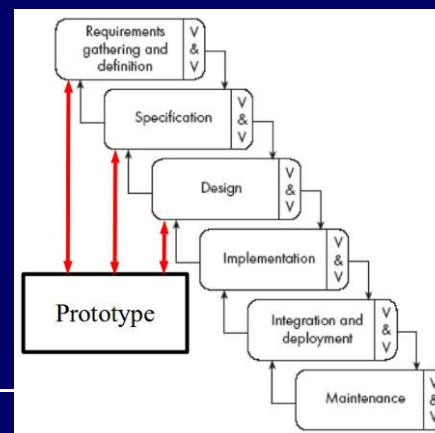 Requirements
gathering and
definition
V
&
V
Specification
V
&
V
Design
V
&
V
Implementation
V
&
V
Prototype
Integration and
deployment
V
&
V
Maintenance
V
&
V